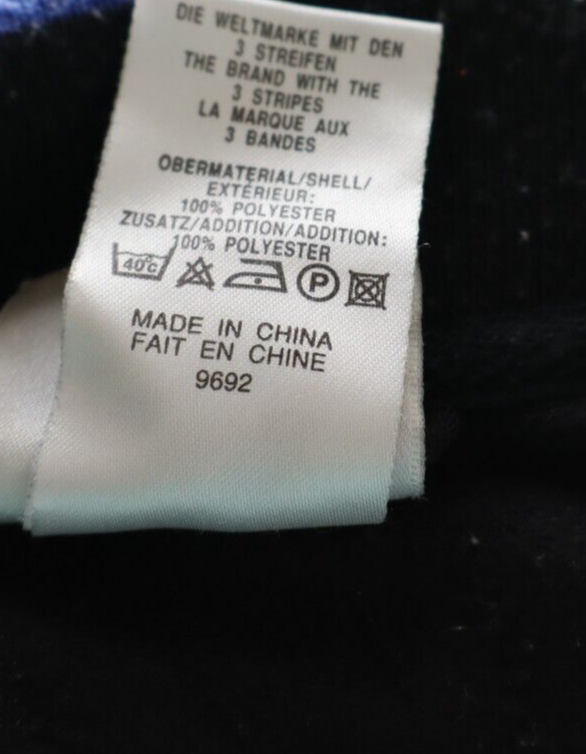 DIE WELTMARKE MIT DEN
3 STREIFEN
THE BRAND WITH THE
3 STRIPES
LA MARQUE AUX
3 BANDES
OBERMATERIAL/SHELL/
EXTÉRIEUR:
100% POLYESTER
ZUSATZ/ADDITION/ADDITION:
100% POLYESTER
40°C P
MADE IN CHINA
FAIT EN CHINE
9692